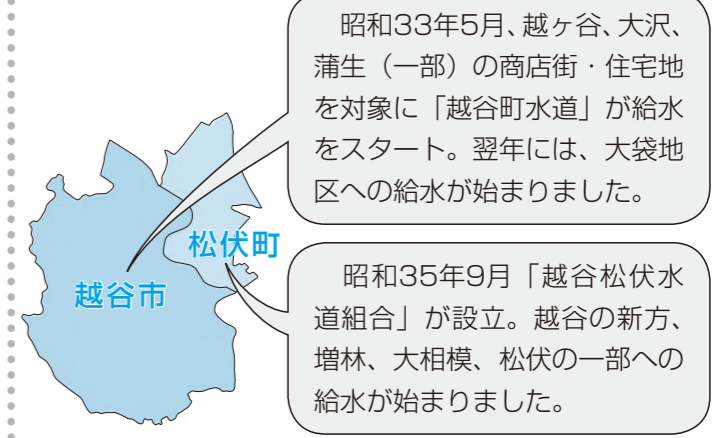 昭和33年5月、越ヶ谷、大沢、
蒲生（一部）の商店街・住宅地
を対象に「越谷町水道」が給水
をスタート。翌年には、大袋地
区への給水が始まりました。
松伏町
越谷市
昭和35年9月「越谷松伏水
道組合」が設立。越谷の新方、
増林、大相模、松伏の一部への
給水が始まりました。